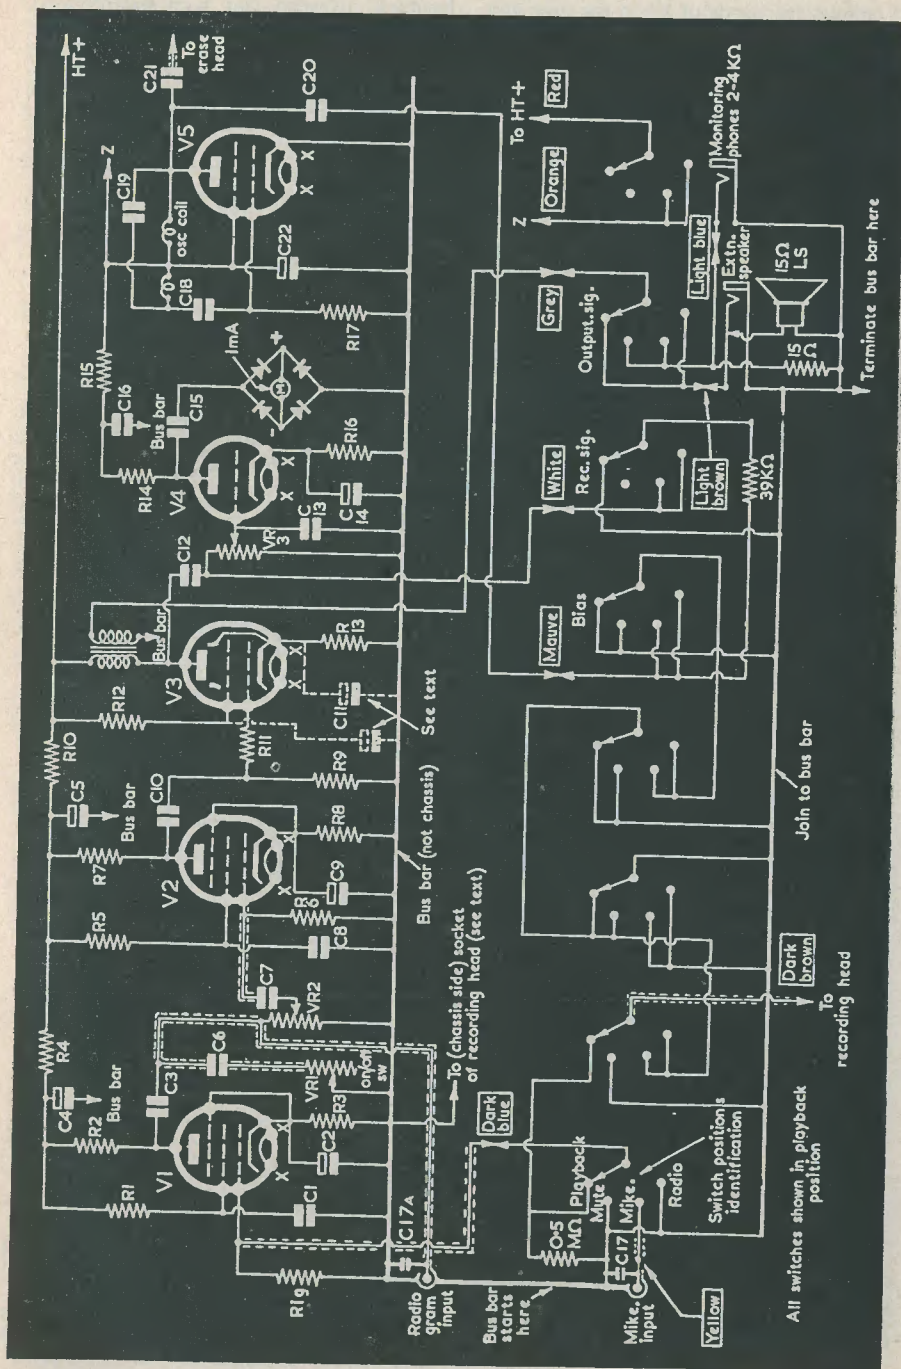 HT+
C21
To
erase
head
R10
R15
Z
C19
V5
C20
osc coil
C18
C22
R17
X
X
1mA
M
+
-
C16
Bus bar
C15
R14
V4
R16
C
14
C
13
VR
3
X
X
C12
Bus bar
V3
R12
R
13
C11
See text
X
X
R11
C5
Bus bar
C10
R9
R7
V2
R8
C9
X
X
R5
R
6
C8
C7
VR2
Bus bar (not chassis)
R4
C4
Bus bar
R2
C3
C6
VR1
on/off
sw
R3
V1
C2
X
X
R1
C1
C17A
R1g
Radio
gram
input
To (chassis side) socket
of recording head (see text)
Dark
blue
Bus bar
starts
here
Mike.
input
Yellow
C17
0·5
MΩ
Playback
Mute
Mike.
Radio
Switch positions
identification
All switches shown in playback
position
Dark
brown
To
recording head
Join to bus bar
Mauve
Bias
White
Rec. sig.
39KΩ
Light
brown
Grey
Output. sig.
Orange
Z
Red
To HT+
Light blue
Extn.
speaker
Monitoring
phones 2-4KΩ
15Ω
LS
15
Ω
Terminate bus bar here